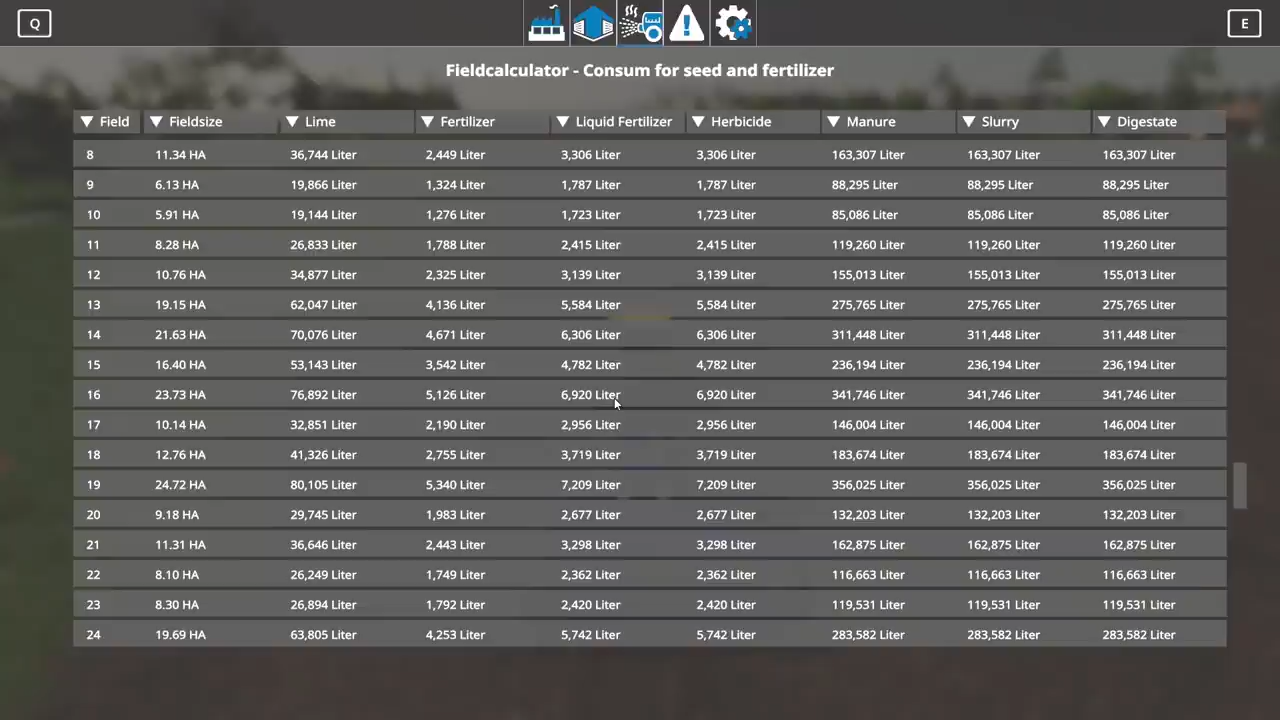 Q E
Fieldcalculator - Consum for seed and fertilizer
Field Fieldsize Lime Fertilizer Liquid Fertilizer Herbicide Manure Slurry Digestate
8 11.34 HA 36,744 Liter 2,449 Liter 3,306 Liter 3,306 Liter 163,307 Liter 163,307 Liter 163,307 Liter
9 6.13 HA 19,866 Liter 1,324 Liter 1,787 Liter 1,787 Liter 88,295 Liter 88,295 Liter 88,295 Liter
10 5.91 HA 19,144 Liter 1,276 Liter 1,723 Liter 1,723 Liter 85,086 Liter 85,086 Liter 85,086 Liter
11 8.28 HA 26,833 Liter 1,788 Liter 2,415 Liter 2,415 Liter 119,260 Liter 119,260 Liter 119,260 Liter
12 10.76 HA 34,877 Liter 2,325 Liter 3,139 Liter 3,139 Liter 155,013 Liter 155,013 Liter 155,013 Liter
13 19.15 HA 62,047 Liter 4,136 Liter 5,584 Liter 5,584 Liter 275,765 Liter 275,765 Liter 275,765 Liter
14 21.63 HA 70,076 Liter 4,671 Liter 6,306 Liter 6,306 Liter 311,448 Liter 311,448 Liter 311,448 Liter
15 16.40 HA 53,143 Liter 3,542 Liter 4,782 Liter 4,782 Liter 236,194 Liter 236,194 Liter 236,194 Liter
16 23.73 HA 76,892 Liter 5,126 Liter 6,920 Liter 6,920 Liter 341,746 Liter 341,746 Liter 341,746 Liter
17 10.14 HA 32,851 Liter 2,190 Liter 2,956 Liter 2,956 Liter 146,004 Liter 146,004 Liter 146,004 Liter
18 12.76 HA 41,326 Liter 2,755 Liter 3,719 Liter 3,719 Liter 183,674 Liter 183,674 Liter 183,674 Liter
19 24.72 HA 80,105 Liter 5,340 Liter 7,209 Liter 7,209 Liter 356,025 Liter 356,025 Liter 356,025 Liter
20 9.18 HA 29,745 Liter 1,983 Liter 2,677 Liter 2,677 Liter 132,203 Liter 132,203 Liter 132,203 Liter
21 11.31 HA 36,646 Liter 2,443 Liter 3,298 Liter 3,298 Liter 162,875 Liter 162,875 Liter 162,875 Liter
22 8.10 HA 26,249 Liter 1,749 Liter 2,362 Liter 2,362 Liter 116,663 Liter 116,663 Liter 116,663 Liter
23 8.30 HA 26,894 Liter 1,792 Liter 2,420 Liter 2,420 Liter 119,531 Liter 119,531 Liter 119,531 Liter
24 19.69 HA 63,805 Liter 4,253 Liter 5,742 Liter 5,742 Liter 283,582 Liter 283,582 Liter 283,582 Liter